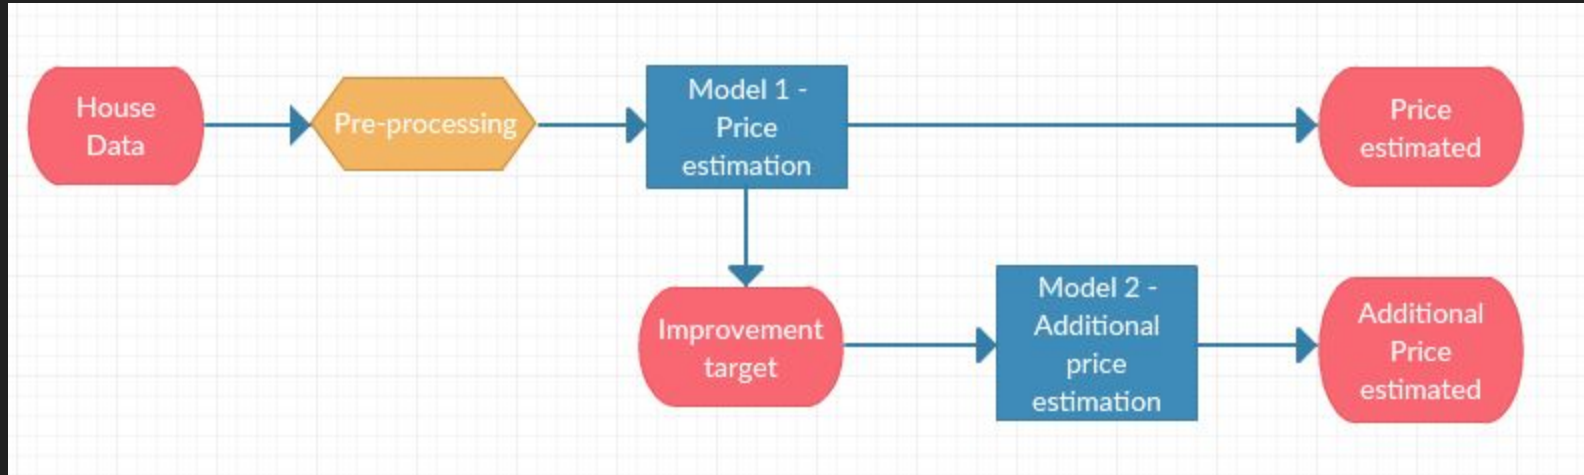 House
Data
Pre-processing
Model 1 -
Price
estimation
Price
estimated
Improvement
target
Model 2 -
Additional
price
estimation
Additional
Price
estimated